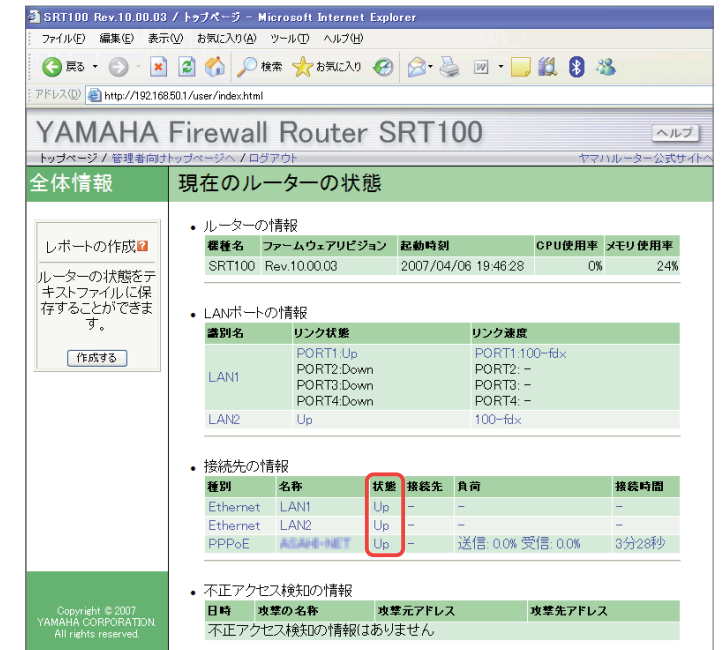 SRT100 Rev.10.00.03 / トップページ - Microsoft Internet Explorer
ファイル(F) 編集(E) 表示(V) お気に入り(A) ツール(T) ヘルプ(H)
戻る 検索 お気に入り
アドレス(D) http://192.168.50.1/user/index.html
YAMAHA Firewall Router SRT100
ヘルプ
トップページ / 管理者向けトップページへ / ログアウト
ヤマハルーター公式サイトへ
全体情報
現在のルーターの状態
レポートの作成?
ルーターの状態をテ
キストファイルに保
存することができま
す。
作成する
• ルーターの情報
機種名 ファームウェアリビジョン 起動時刻 CPU使用率 メモリ使用率
SRT100 Rev.10.00.03 2007/04/06 19:46:28 0% 24%
• LANポートの情報
識別名 リンク状態 リンク速度
LAN1
PORT1:Up PORT1:100-fdx
PORT2:Down PORT2: -
PORT3:Down PORT3: -
PORT4:Down PORT4: -
LAN2 Up 100-fdx
• 接続先の情報
種別 名称 状態 接続先 負荷 接続時間
Ethernet LAN1 Up - - -
Ethernet LAN2 Up - - -
PPPoE Up - 送信: 0.0% 受信: 0.0% 3分28秒
• 不正アクセス検知の情報
日時 攻撃の名称 攻撃元アドレス 攻撃先アドレス
不正アクセス検知の情報はありません
Copyright © 2007
YAMAHA CORPORATION.
All rights reserved.